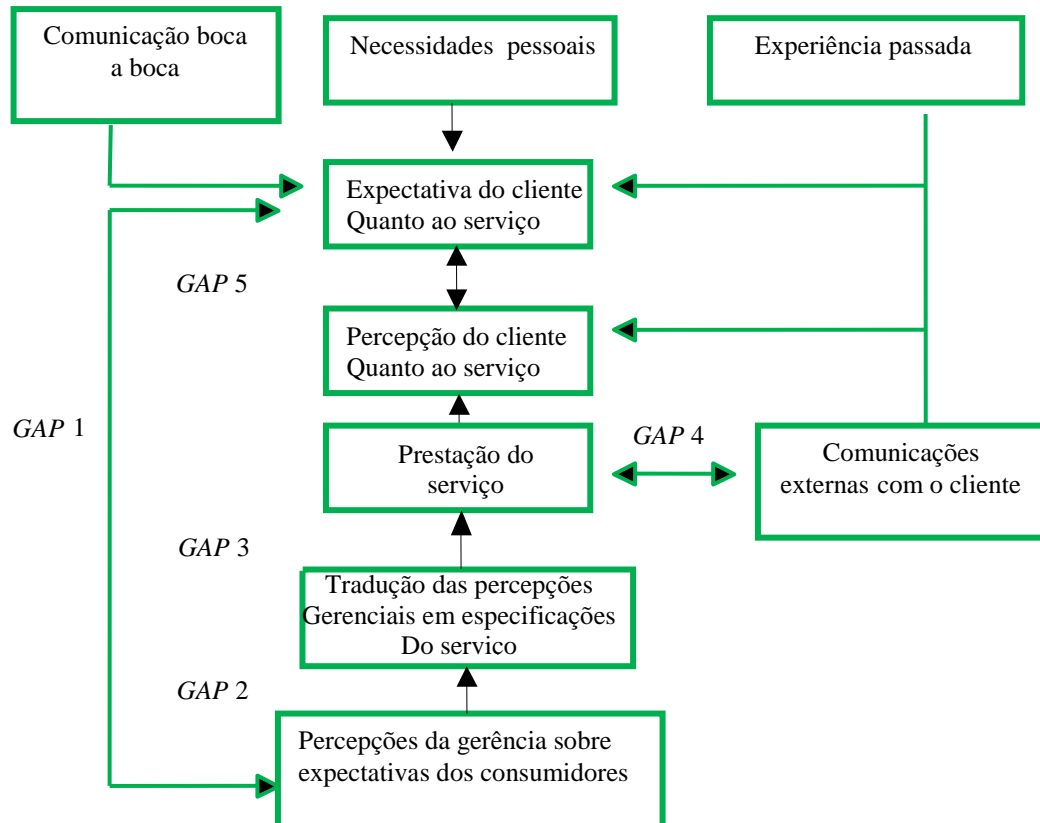 Comunicação boca
a boca
Necessidades pessoais
Experiência passada
Expectativa do cliente
Quanto ao serviço
GAP 5
Percepção do cliente
Quanto ao serviço
GAP 1
GAP 4
Prestação do
serviço
Comunicações
externas com o cliente
GAP 3
Tradução das percepções
Gerenciais em especificações
Do servico
GAP 2
Percepções da gerência sobre
expectativas dos consumidores